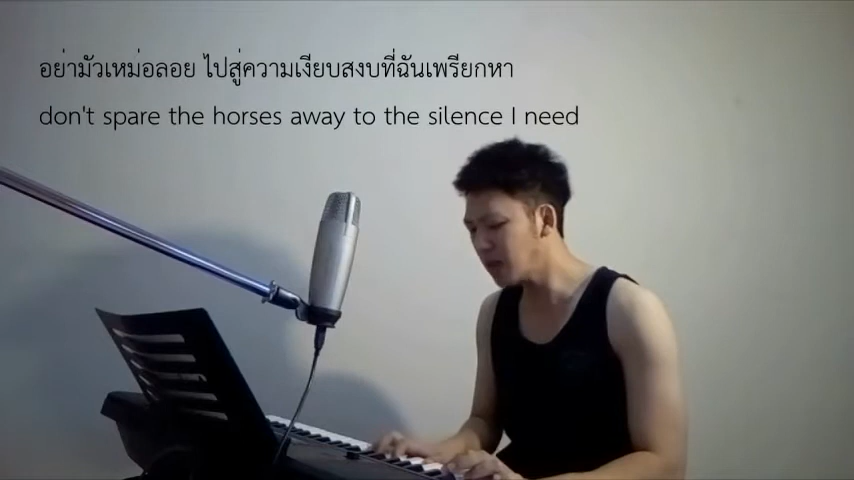 อย่ามัวเหม่อลอย ไปสู่ความเงียบสงบที่ฉันเพรียกหา
don't spare the horses away to the silence I need